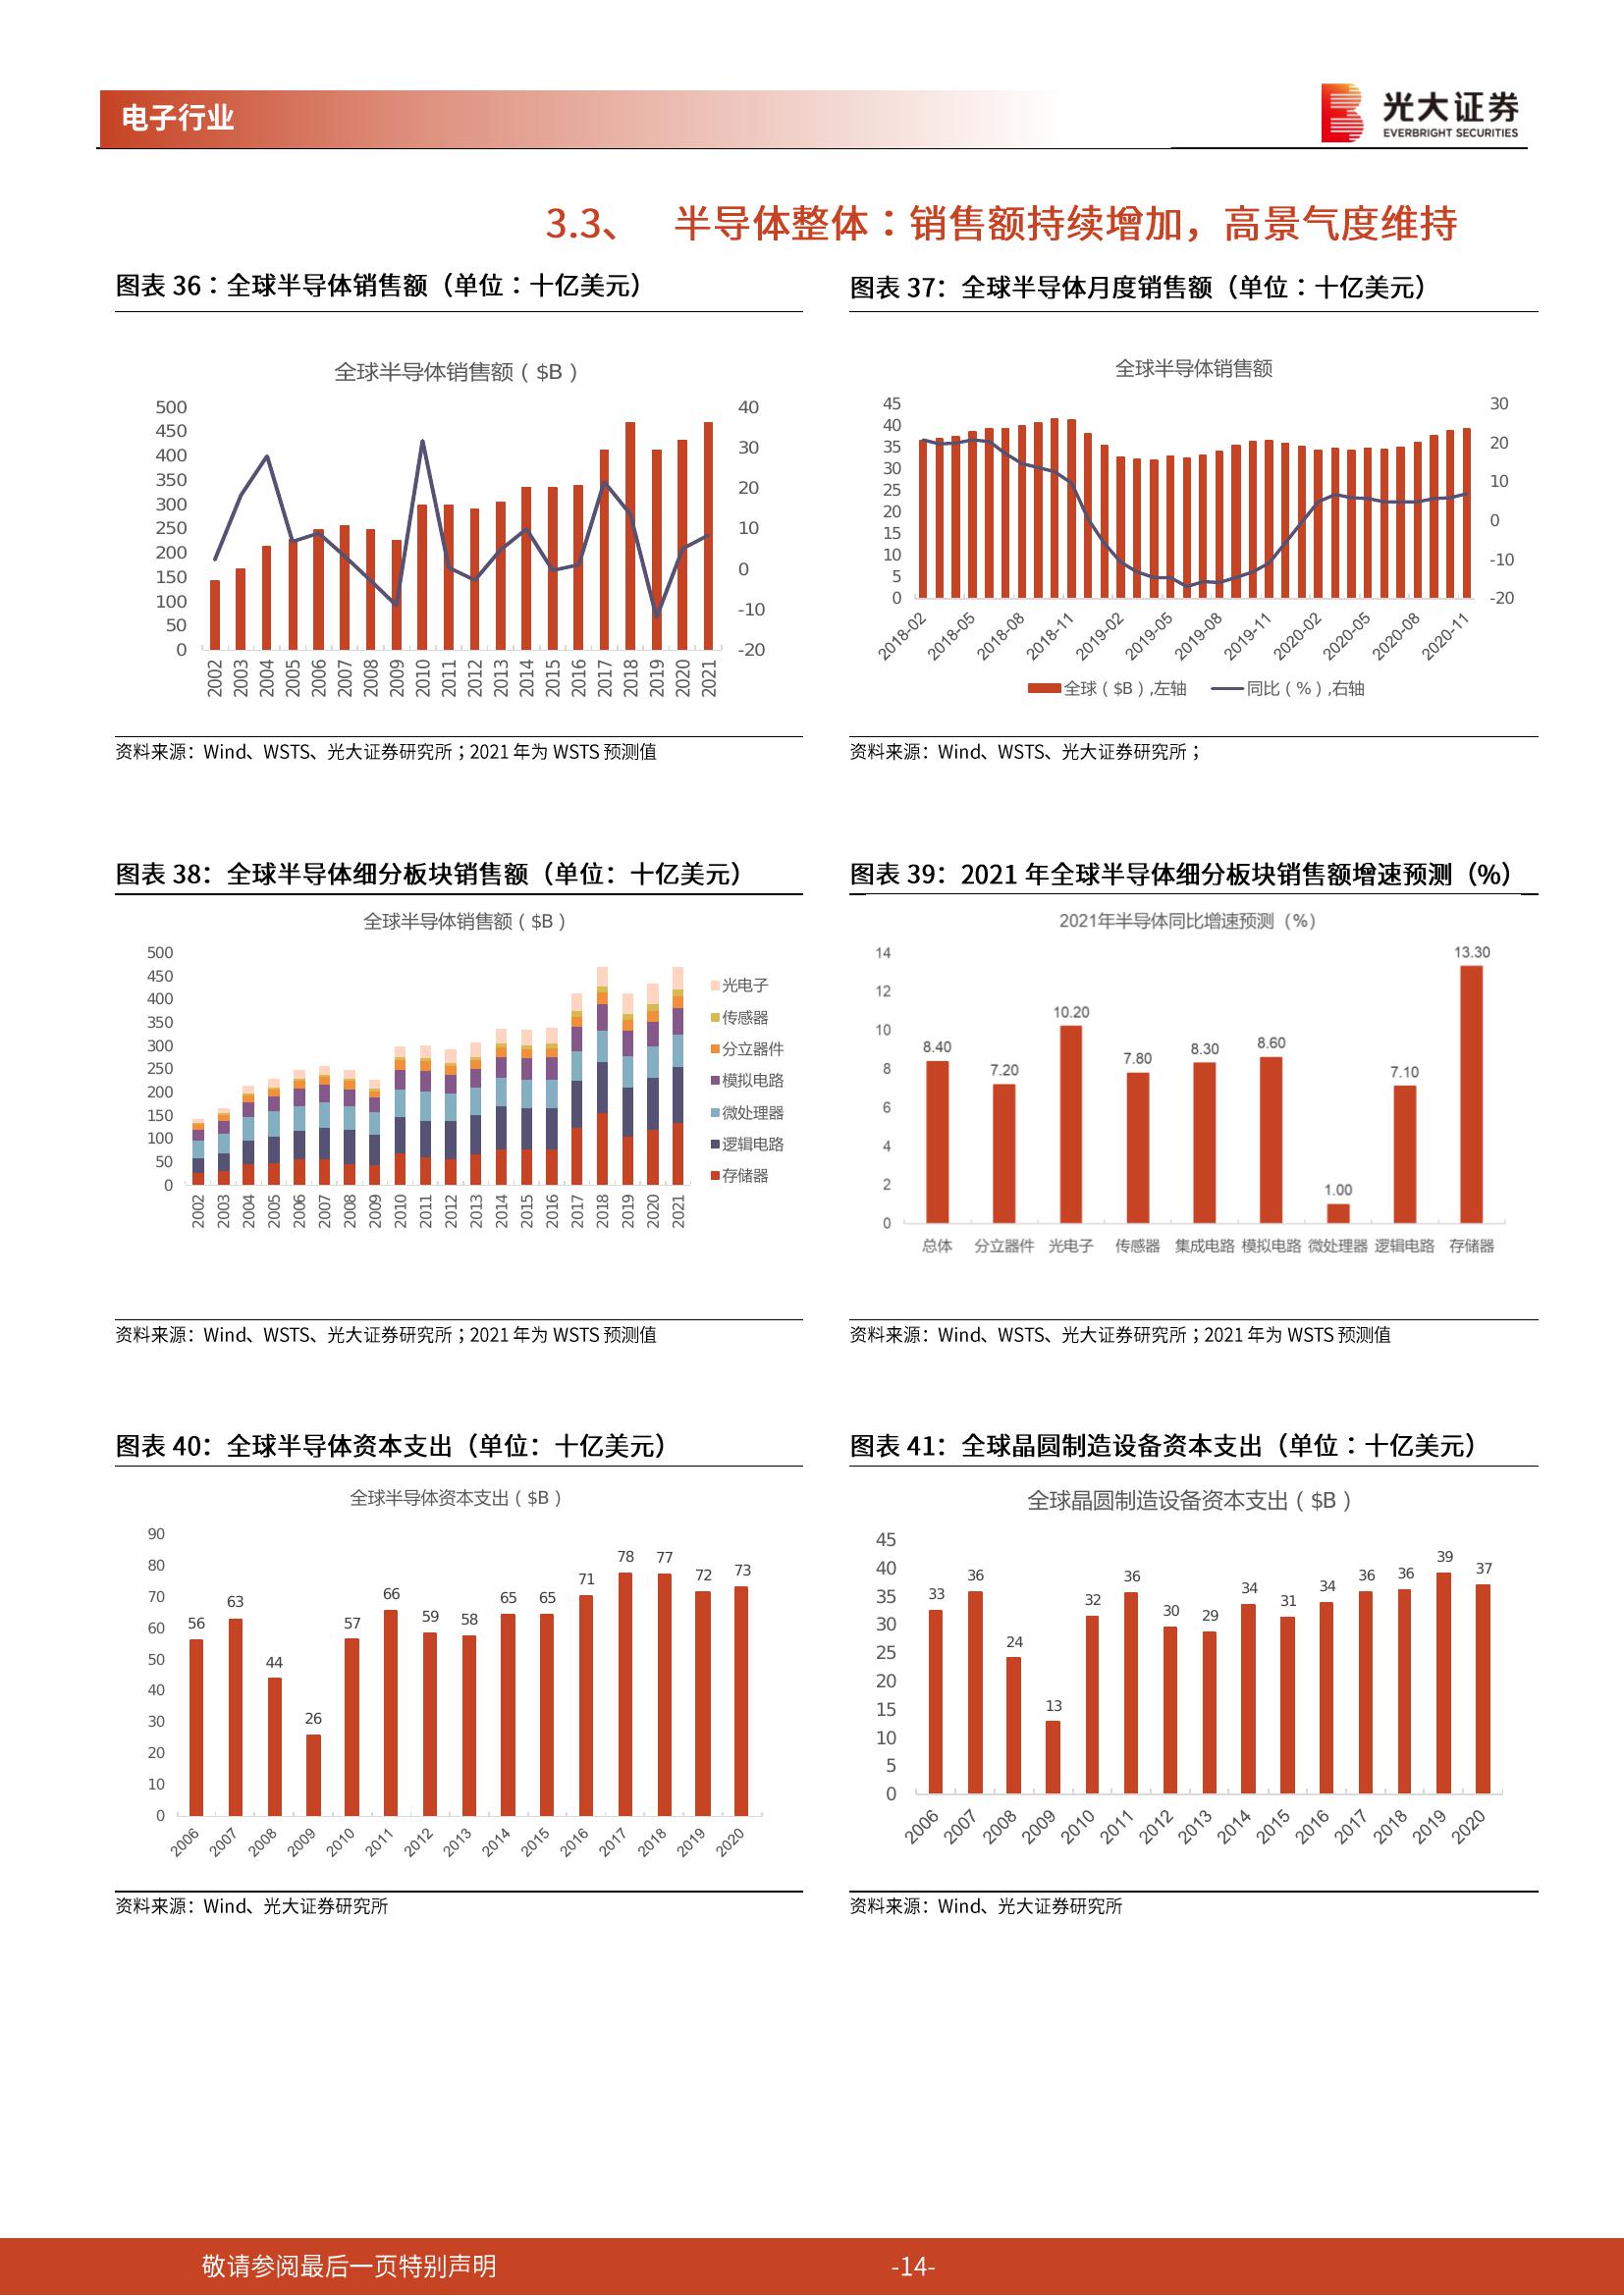 电子行业
光大证券
EVERBRIGHT SECURITIES
3.3、 半导体整体：销售额持续增加，高景气度维持
图表 36：全球半导体销售额（单位：十亿美元）
全球半导体销售额（$B）
500
450
400
350
300
250
200
150
100
50
0
40
30
20
10
0
-10
-20
2002 2003 2004 2005 2006 2007 2008 2009 2010 2011 2012 2013 2014 2015 2016 2017 2018 2019 2020 2021
资料来源：Wind、WSTS、光大证券研究所；2021 年为 WSTS 预测值
图表 37：全球半导体月度销售额（单位：十亿美元）
全球半导体销售额
45
40
35
30
25
20
15
10
5
0
30
20
10
0
-10
-20
2018-02 2018-05 2018-08 2018-11 2019-02 2019-05 2019-08 2019-11 2020-02 2020-05 2020-08 2020-11
全球（$B）,左轴 同比（%）,右轴
资料来源：Wind、WSTS、光大证券研究所；
图表 38：全球半导体细分板块销售额（单位：十亿美元）
全球半导体销售额（$B）
500
450
400
350
300
250
200
150
100
50
0
2002 2003 2004 2005 2006 2007 2008 2009 2010 2011 2012 2013 2014 2015 2016 2017 2018 2019 2020 2021
光电子
传感器
分立器件
模拟电路
微处理器
逻辑电路
存储器
资料来源：Wind、WSTS、光大证券研究所；2021 年为 WSTS 预测值
图表 39：2021 年全球半导体细分板块销售额增速预测（%）
2021年半导体同比增速预测（%）
14
12
10
8
6
4
2
0
8.40 7.20 10.20 7.80 8.30 8.60 1.00 7.10 13.30
总体 分立器件 光电子 传感器 集成电路 模拟电路 微处理器 逻辑电路 存储器
资料来源：Wind、WSTS、光大证券研究所；2021 年为 WSTS 预测值
图表 40：全球半导体资本支出（单位：十亿美元）
全球半导体资本支出（$B）
90
80
70
60
50
40
30
20
10
0
56 63 44 26 57 66 59 58 65 65 71 78 77 72 73
2006 2007 2008 2009 2010 2011 2012 2013 2014 2015 2016 2017 2018 2019 2020
资料来源：Wind、光大证券研究所
图表 41：全球晶圆制造设备资本支出（单位：十亿美元）
全球晶圆制造设备资本支出（$B）
45
40
35
30
25
20
15
10
5
0
33 36 24 13 32 36 30 29 34 31 34 36 36 39 37
2006 2007 2008 2009 2010 2011 2012 2013 2014 2015 2016 2017 2018 2019 2020
资料来源：Wind、光大证券研究所
敬请参阅最后一页特别声明
-14-